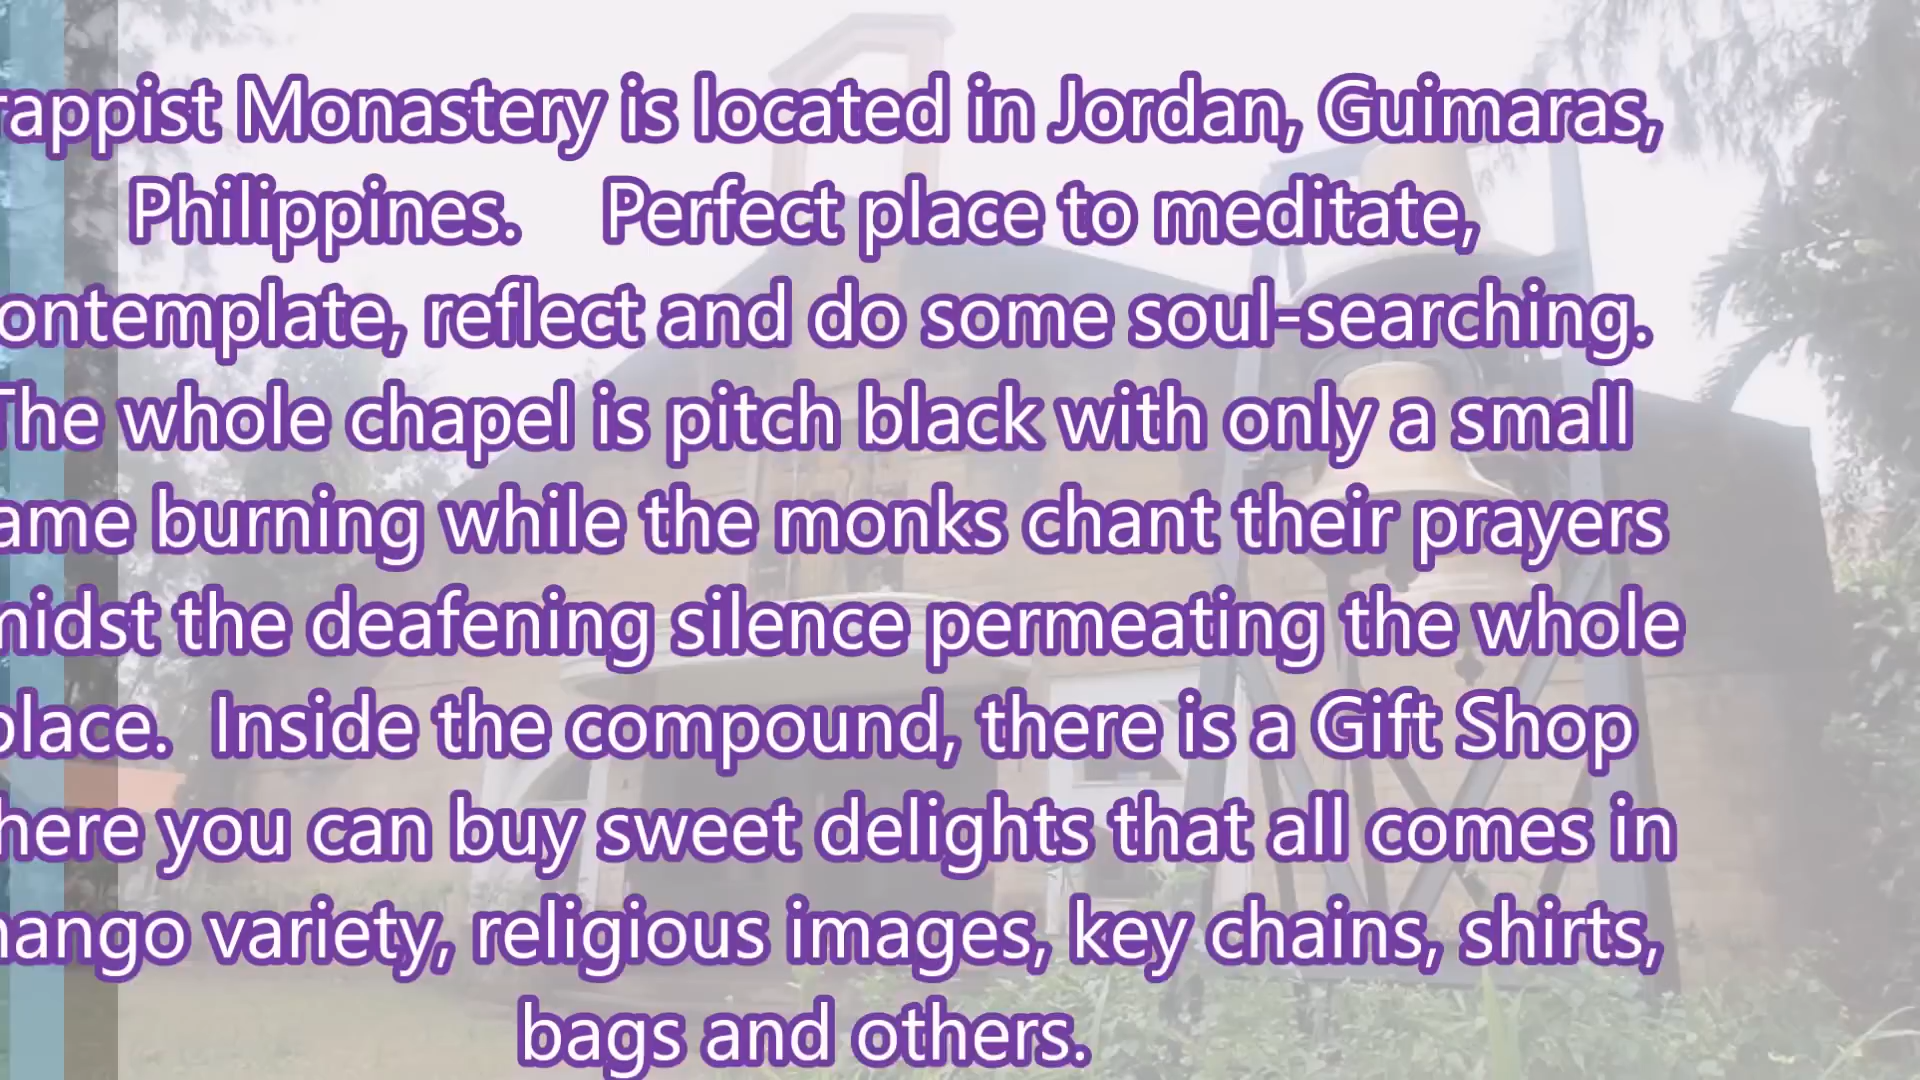 rappist Monastery is located in Jordan, Guimaras,
Philippines. Perfect place to meditate,
ontemplate, reflect and do some soul-searching.
The whole chapel is pitch black with only a small
ame burning while the monks chant their prayers
midst the deafening silence permeating the whole
place. Inside the compound, there is a Gift Shop
here you can buy sweet delights that all comes in
mango variety, religious images, key chains, shirts,
bags and others.